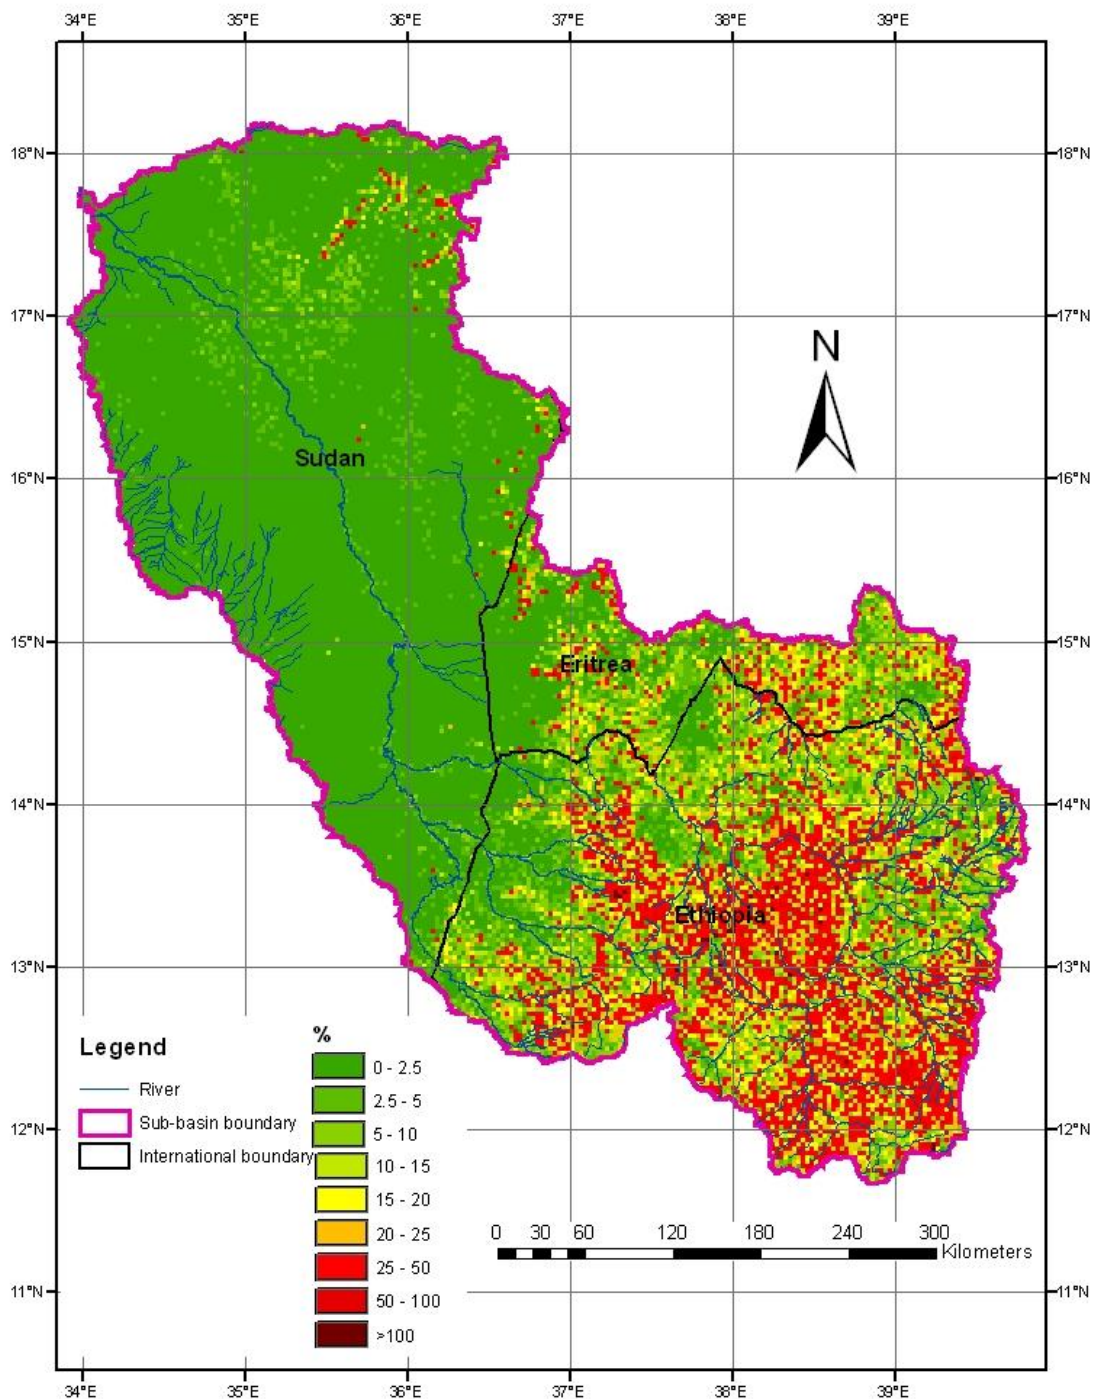 34°E 35°E 36°E 37°E 38°E 39°E
18°N 18°N
17°N 17°N
N
Sudan
16°N 16°N
15°N 15°N
Eritrea
14°N 14°N
Ethiopia
13°N 13°N
Legend
River
Sub-basin boundary
International boundary
%
0 - 2.5
2.5 - 5
5 - 10
10 - 15
15 - 20
20 - 25
25 - 50
50 - 100
>100
12°N 12°N
0 30 60 120 180 240 300
Kilometers
11°N 11°N
34°E 35°E 36°E 37°E 38°E 39°E